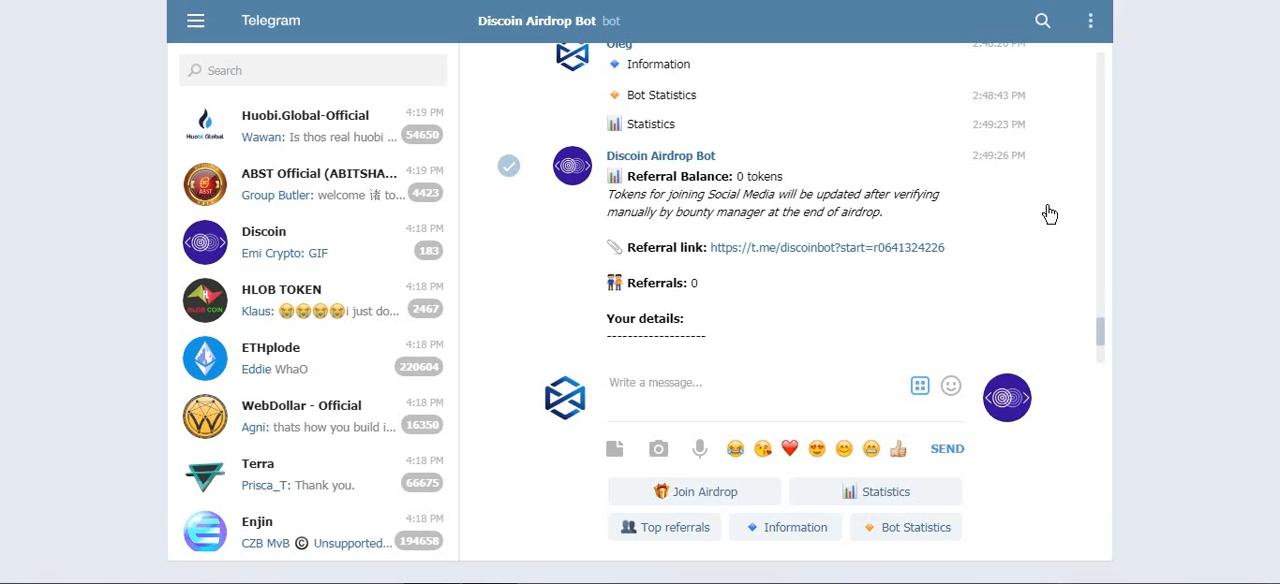 Telegram
Discoin Airdrop Bot bot
Search
Huobi.Global-Official 4:19 PM
Wawan: Is thos real huobi ... 54650
ABST Official (ABITSHA... 4:19 PM
Group Butler: welcome 诸 to... 4423
Discoin 4:18 PM
Emi Crypto: GIF 183
HLOB TOKEN 4:18 PM
Klaus: 😭😭😭😭i just do... 2467
ETHplode 4:18 PM
Eddie WhaO 220604
WebDollar - Official 4:18 PM
Agni: thats how you build i... 16350
Terra 4:18 PM
Prisca_T: Thank you. 66675
Enjin 4:18 PM
CZB MvB © Unsupported... 194658
Oleg 2:48:26 PM
🔹 Information
🔸 Bot Statistics 2:48:43 PM
📊 Statistics 2:49:23 PM
Discoin Airdrop Bot 2:49:26 PM
📊 Referral Balance: 0 tokens
Tokens for joining Social Media will be updated after verifying
manually by bounty manager at the end of airdrop.
📎 Referral link: https://t.me/discoinbot?start=r0641324226
👬 Referrals: 0
Your details:
-------------------
Write a message...
SEND
🎁 Join Airdrop
📊 Statistics
👥 Top referrals
🔹 Information
🔸 Bot Statistics